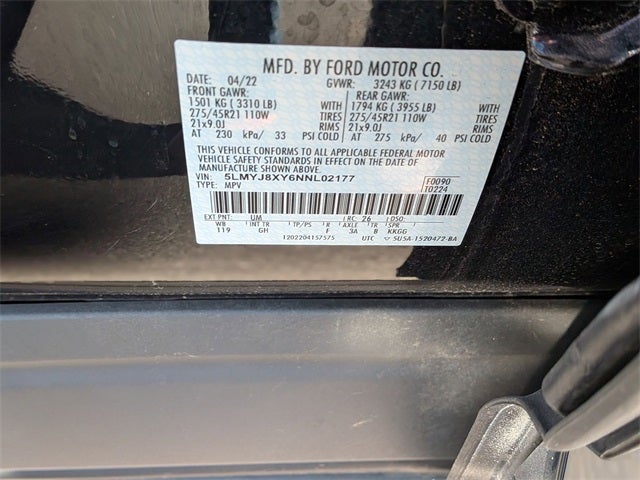 MFD. BY FORD MOTOR CO.
DATE: 04/22 GVWR: 3243 KG ( 7150 LB)
FRONT GAWR: REAR GAWR:
1501 KG ( 3310 LB) WITH 1794 KG ( 3955 LB) WITH
275/45R21 110W TIRES 275/45R21 110W TIRES
21x9.0J RIMS 21x9.0J RIMS
AT 230 kPa/ 33 PSI COLD AT 275 kPa/ 40 PSI COLD
THIS VEHICLE CONFORMS TO ALL APPLICABLE FEDERAL MOTOR
VEHICLE SAFETY STANDARDS IN EFFECT ON THE DATE OF
MANUFACTURE SHOWN ABOVE.
VIN: 5LMYJ8XY6NNL02177 F0090
TYPE: MPV T0224
EXT PNT: UM RC: 26 DSO:
WB INT TR TP/PS R AXLE TR SPR
119 GH F 3A B KKGG
UTC 5U5A-1520472-BA